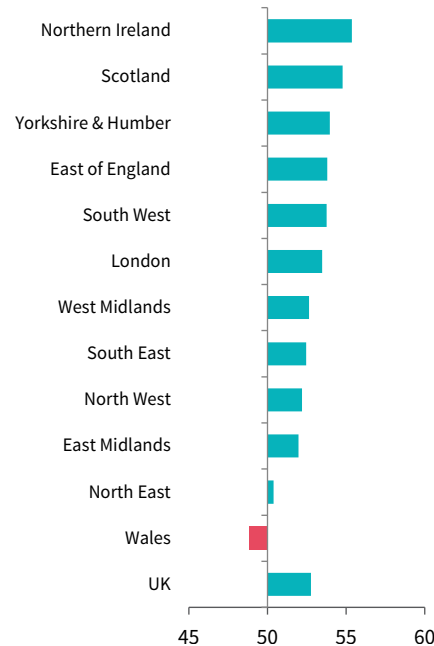 Northern Ireland
Scotland
Yorkshire & Humber
East of England
South West
London
West Midlands
South East
North West
East Midlands
North East
Wales
UK
45 50 55 60